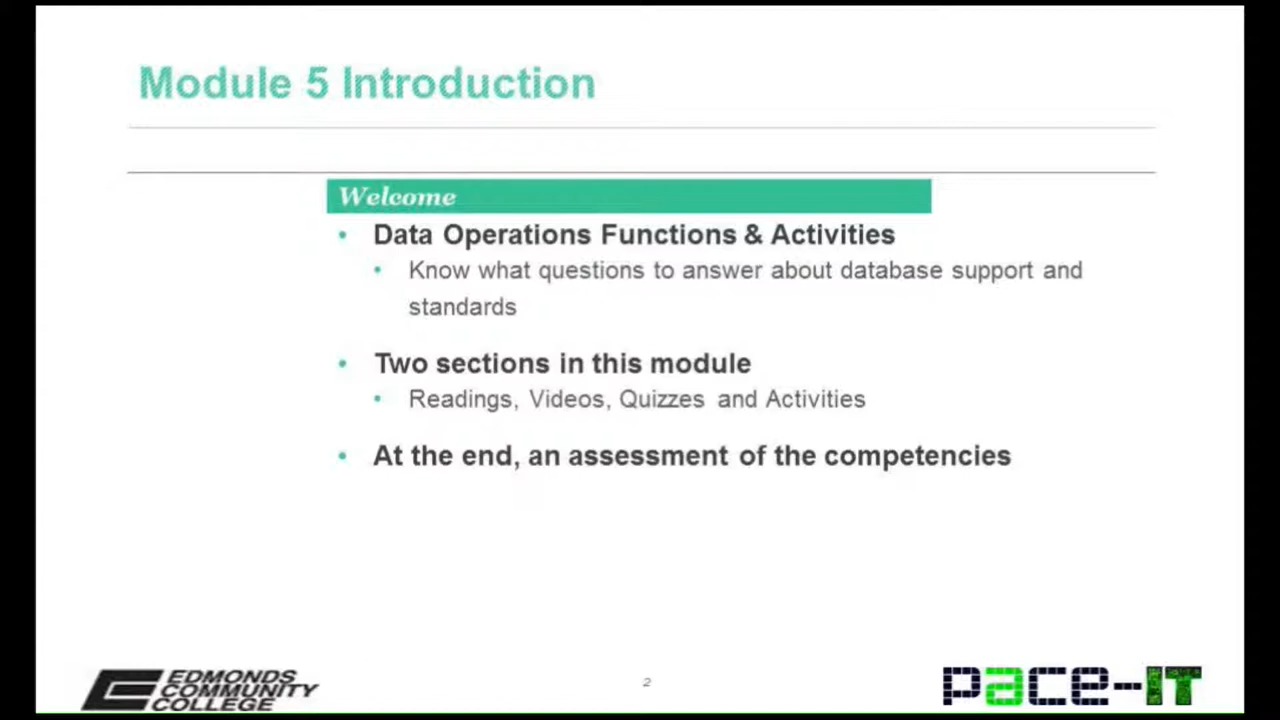 Module 5 Introduction
Welcome
• Data Operations Functions & Activities
• Know what questions to answer about database support and
standards
• Two sections in this module
• Readings, Videos, Quizzes and Activities
• At the end, an assessment of the competencies
EDMONDS
COMMUNITY
COLLEGE
2
pace-IT